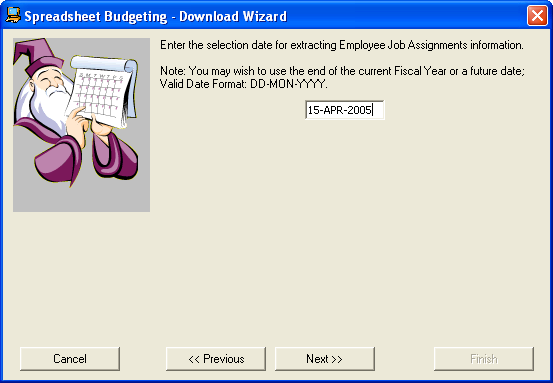 Spreadsheet Budgeting - Download Wizard
Enter the selection date for extracting Employee Job Assignments information.
Note: You may wish to use the end of the current Fiscal Year or a future date;
Valid Date Format: DD-MON-YYYY.
15-APR-2005
Cancel
<< Previous
Next >>
Finish